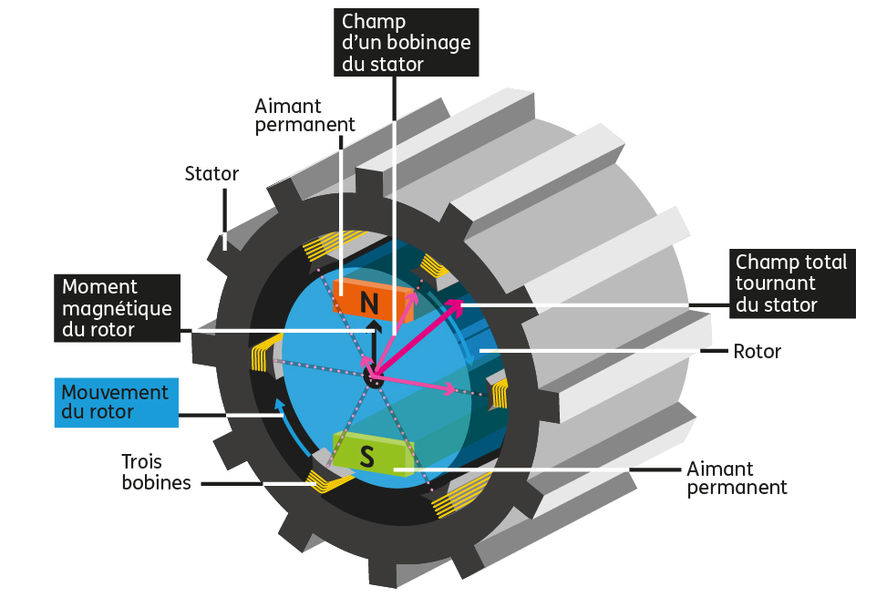 Champ
d'un bobinage
du stator
Aimant
permanent
Stator
Champ total
tournant
du stator
Moment
magnétique
du rotor
N
Rotor
Mouvement
du rotor
S
Trois
bobines
Aimant
permanent